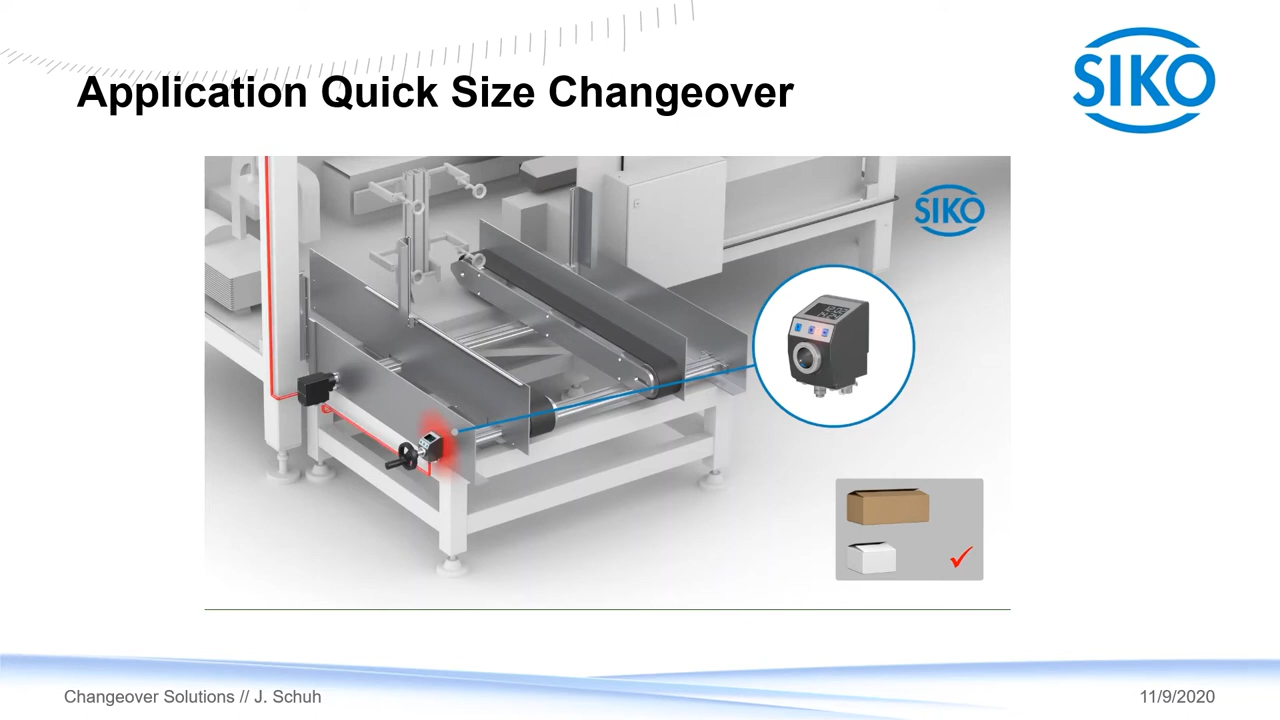 Application Quick Size Changeover
SIKO
SIKO
Changeover Solutions // J. Schuh
11/9/2020